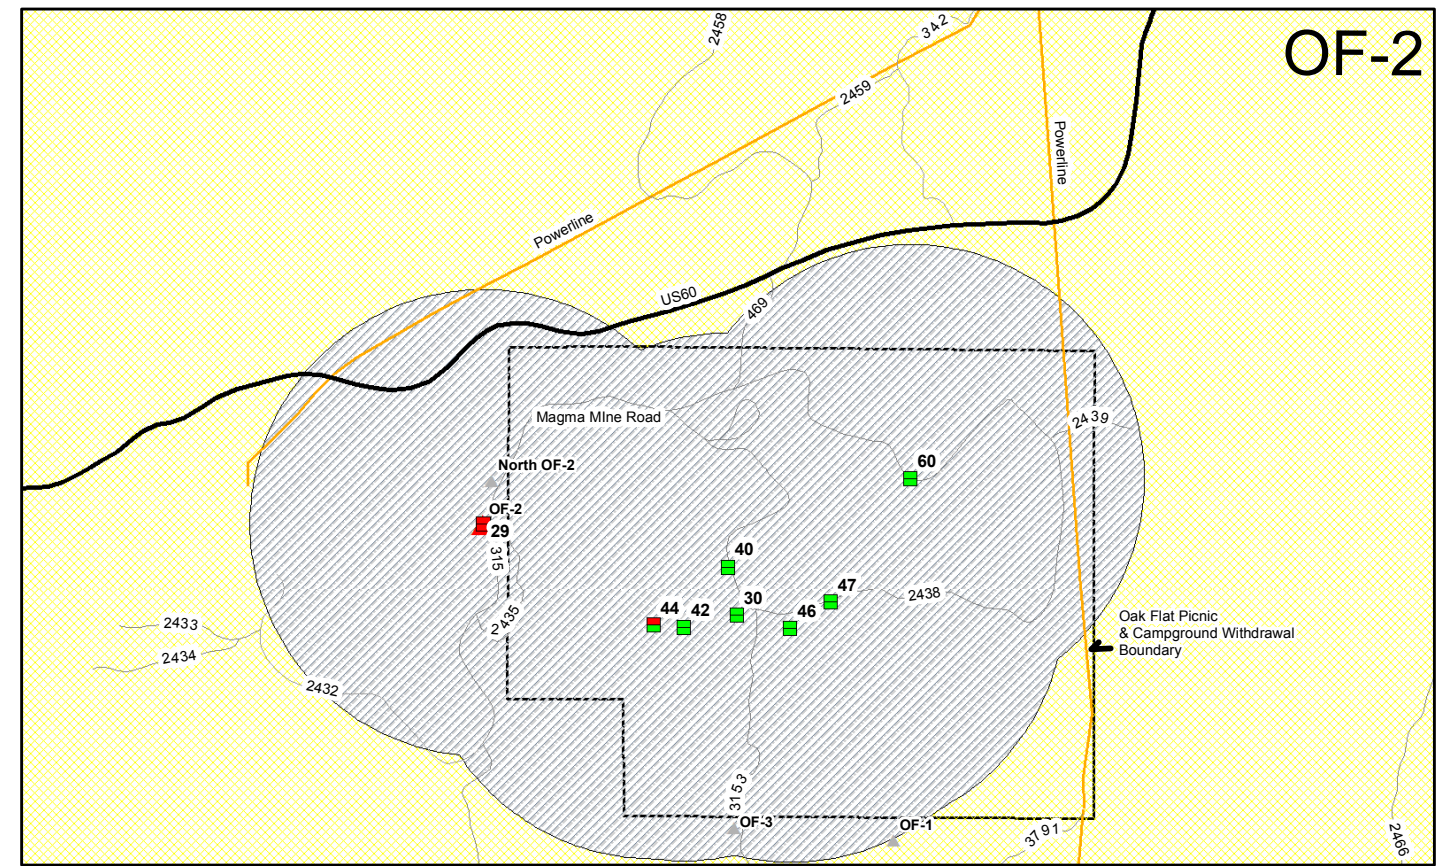 OF-2
2458
342
2459
Powerline
Powerline
US60
469
Magma MIne Road
2439
North OF-2
60
OF-2
29
315
40
2435
44
42
30
46
47
2438
2433
2434
2432
Oak Flat Picnic
& Campground Withdrawal
Boundary
3153
OF-3
OF-1
3791
2466